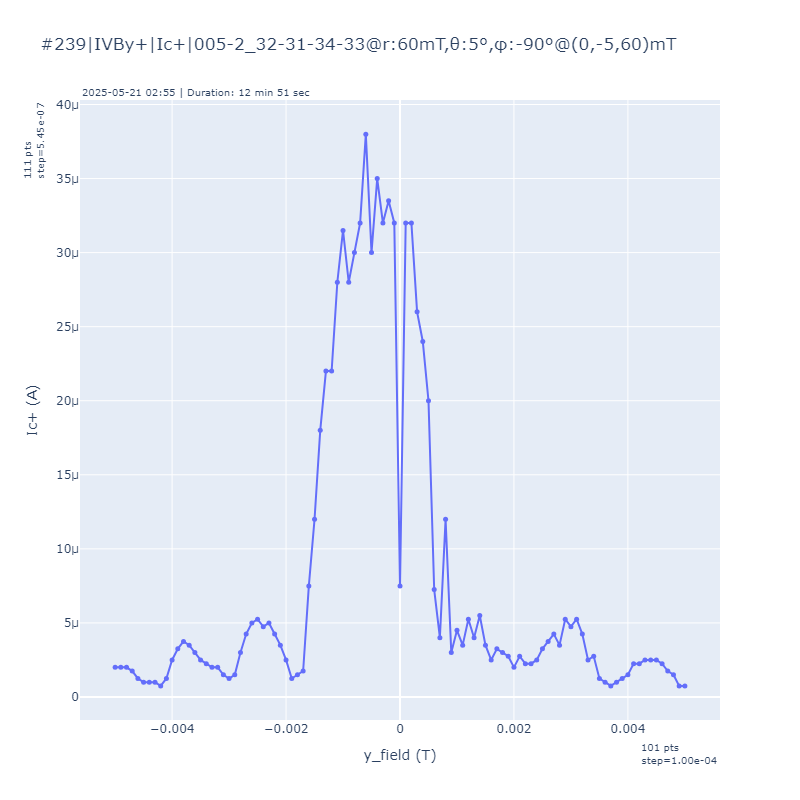 #239|IVBy+|Ic+|005-2_32-31-34-33@r:60mT,θ:5º,φ:-90º@(0,-5,60)mT
2025-05-21 02:55 | Duration: 12 min 51 sec
111 pts
step=5.45e-07
40μ
35μ
30μ
25μ
20μ
15μ
10μ
5μ
0
Ic+ (A)
−0.004
−0.002
0
0.002
0.004
y_field (T)
101 pts
step=1.00e-04